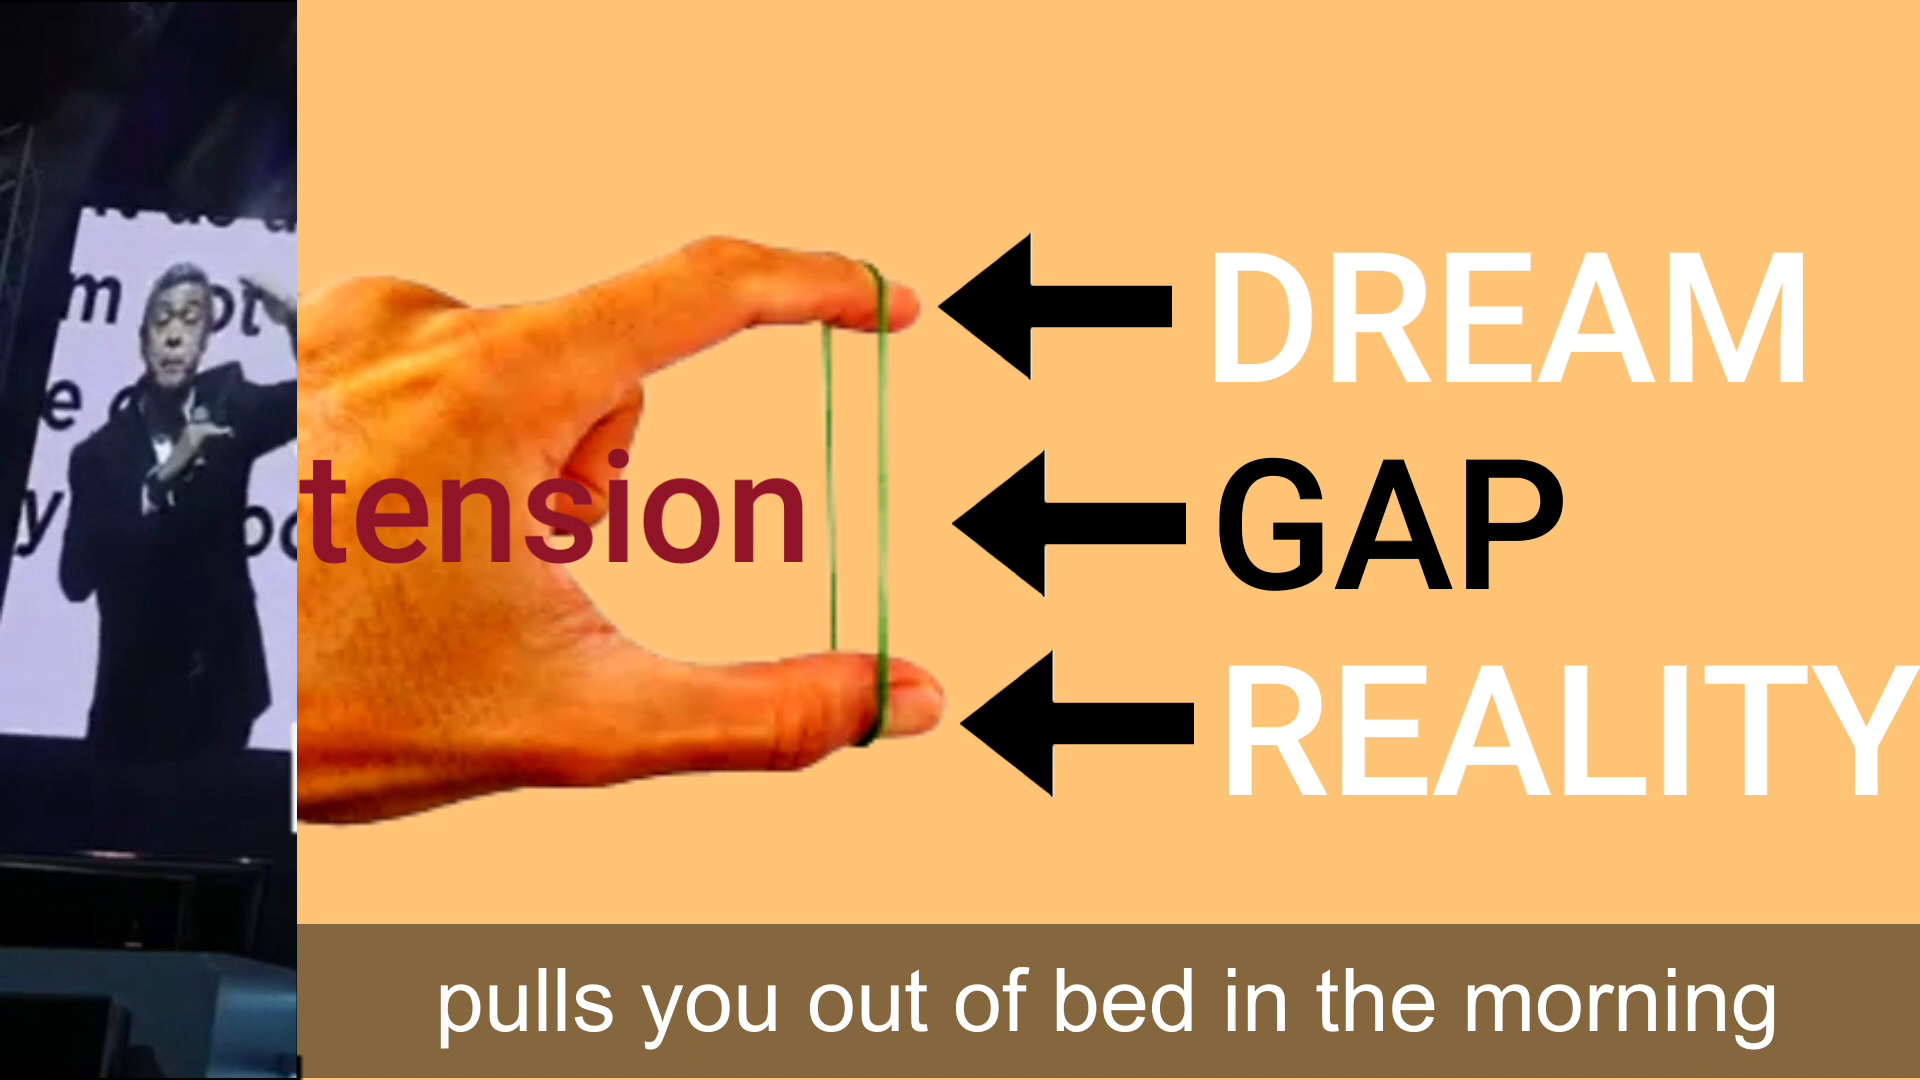 DREAM
tension
GAP
REALITY
pulls you out of bed in the morning